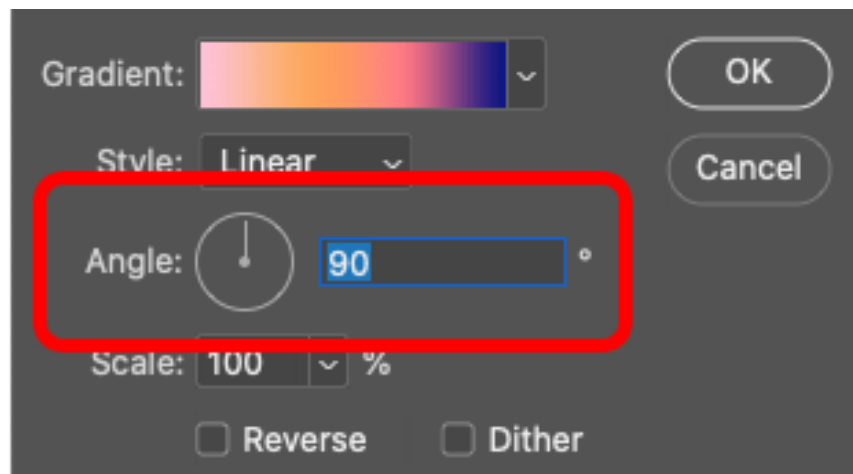 Gradient: OK
Style: Linear Cancel
Angle: 90 °
Scale: 100 %
Reverse Dither